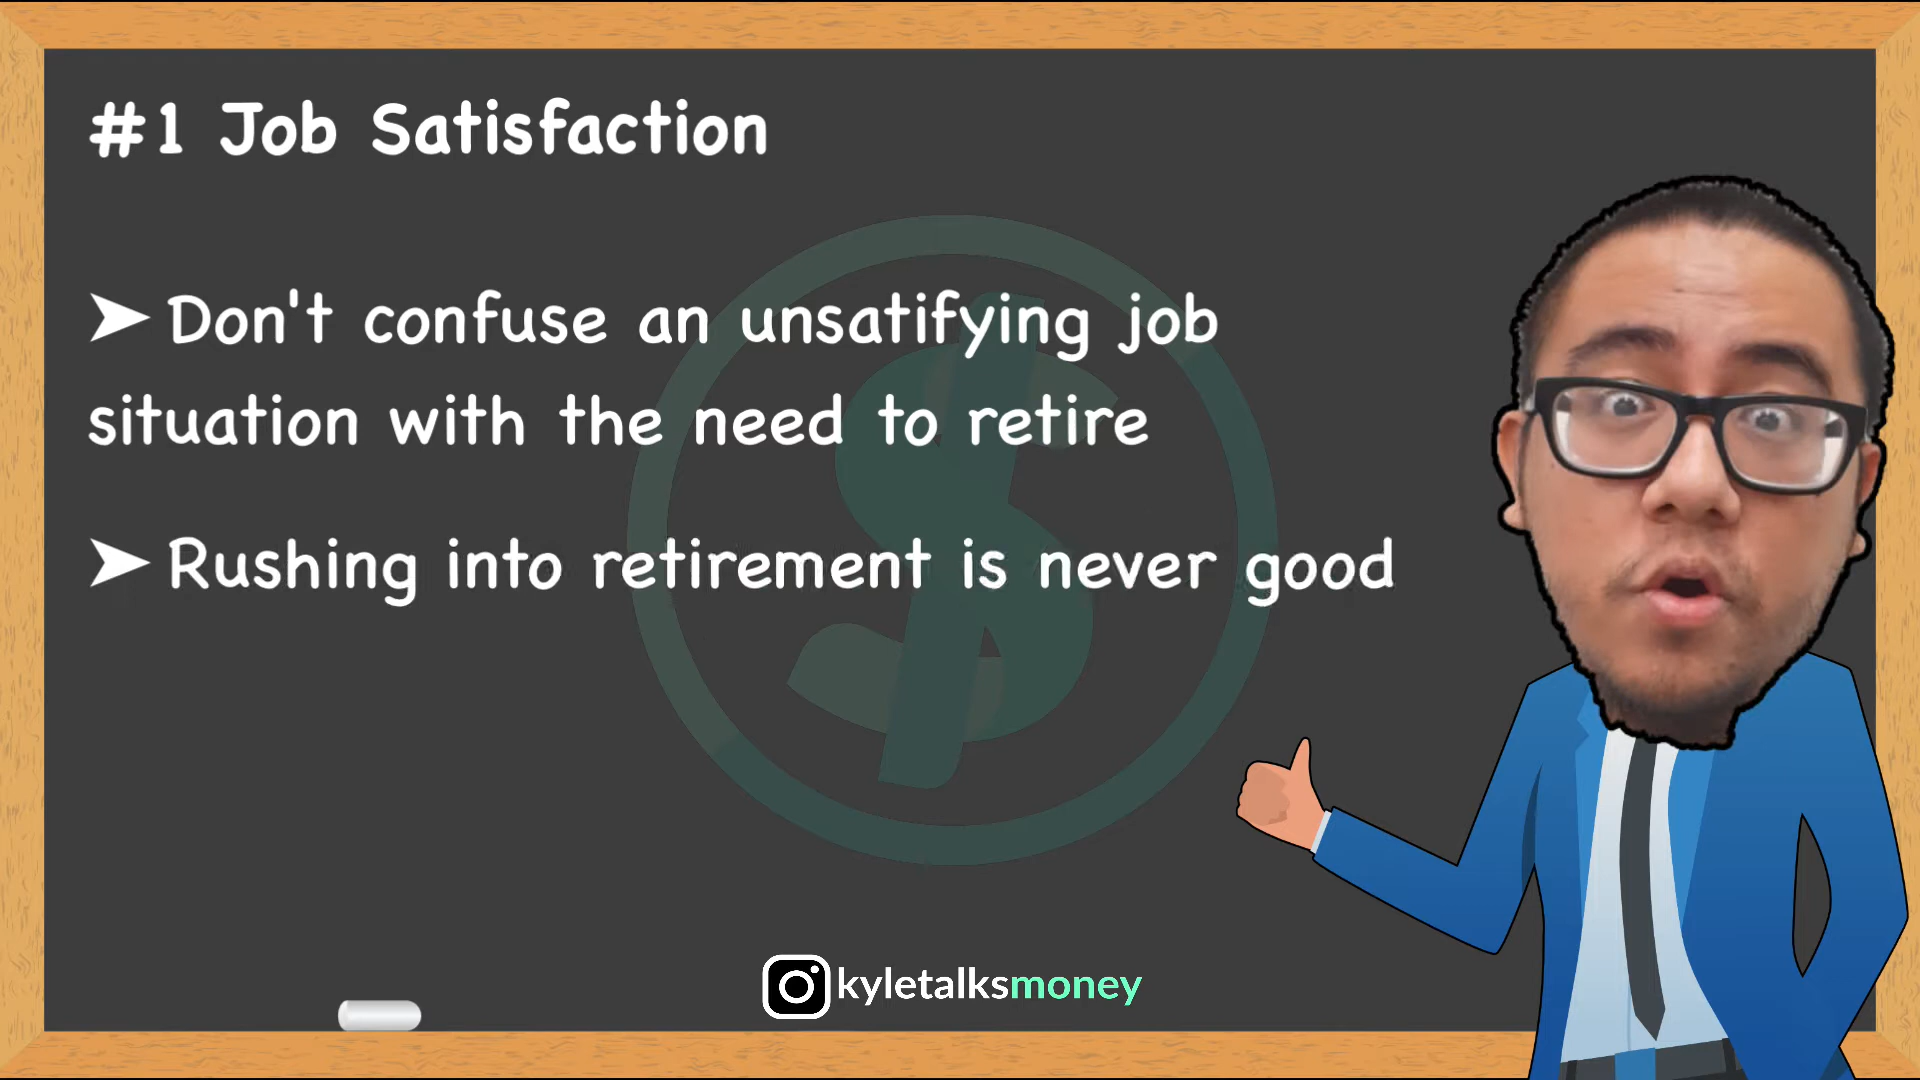 #1 Job Satisfaction
➤ Don't confuse an unsatifying job
situation with the need to retire
➤ Rushing into retirement is never good
kyletalksmoney